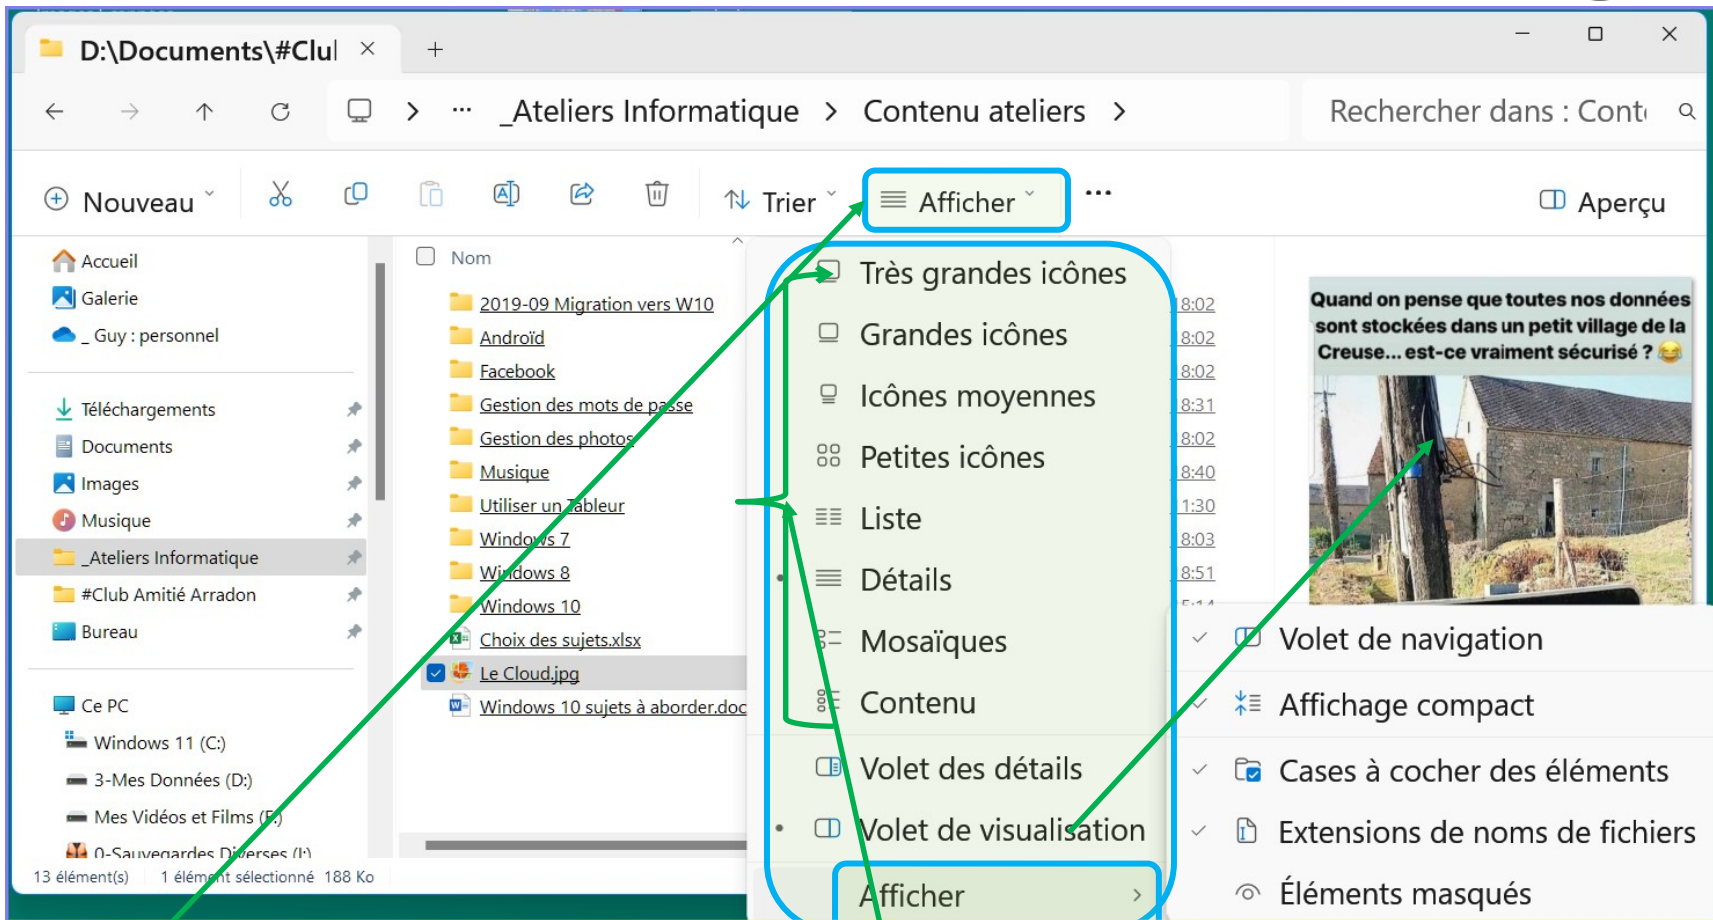 D:\Documents\#Clu
_Ateliers Informatique
Contenu ateliers
Rechercher dans : Cont
Nouveau
Trier
Afficher
Aperçu
Accueil
Galerie
_ Guy : personnel
Téléchargements
Documents
Images
Musique
_Ateliers Informatique
#Club Amitié Arradon
Bureau
Ce PC
Windows 11 (C:)
3-Mes Données (D:)
Mes Vidéos et Films (F:)
0-Sauvegardes Diverses (I:)
Nom
2019-09 Migration vers W10
Androïd
Facebook
Gestion des mots de passe
Gestion des photos
Musique
Utiliser un Tableur
Windows 7
Windows 8
Windows 10
Choix des sujets.xlsx
Le Cloud.jpg
Windows 10 sujets à aborder.doc
Très grandes icônes
Grandes icônes
Icônes moyennes
Petites icônes
Liste
Détails
Mosaïques
Contenu
Volet des détails
Volet de visualisation
Afficher
18:02
8:02
8:02
8:31
8:02
8:40
1:30
8:03
8:51
Quand on pense que toutes nos données
sont stockées dans un petit village de la
Creuse... est-ce vraiment sécurisé ? 😂
Volet de navigation
Affichage compact
Cases à cocher des éléments
Extensions de noms de fichiers
Éléments masqués
13 élément(s)
1 élément sélectionné 188 Ko